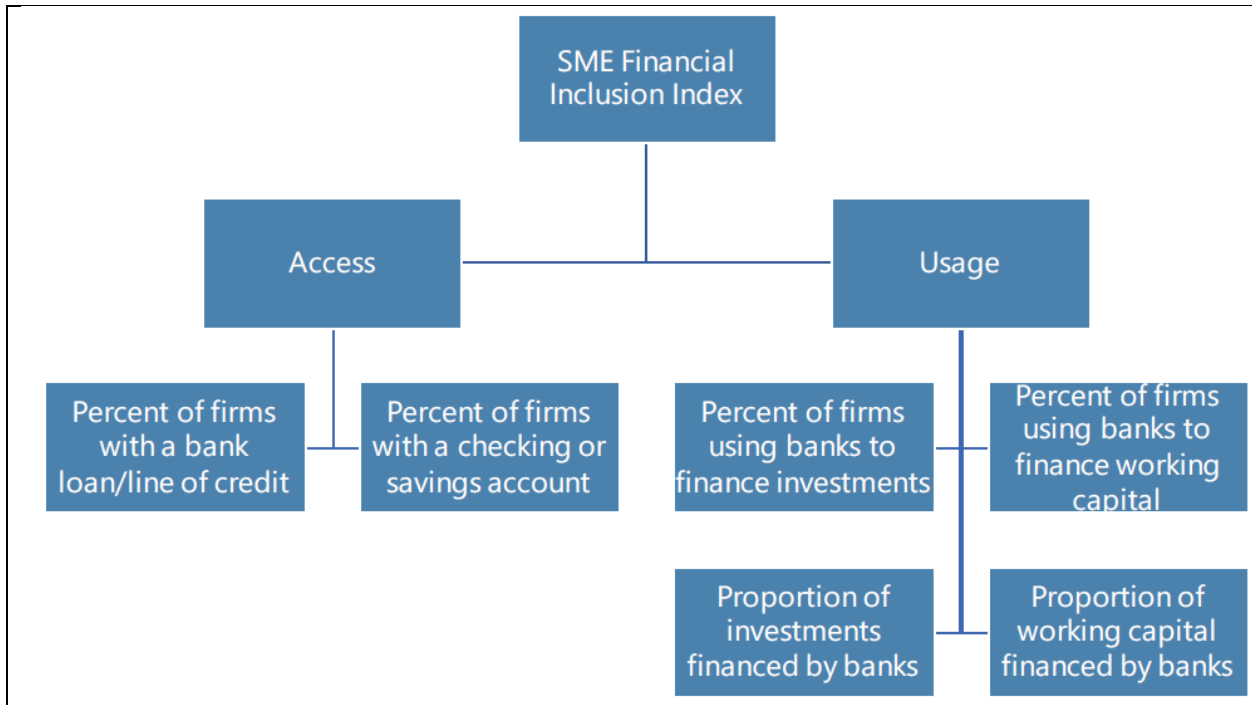 SME Financial
Inclusion Index
Access
Usage
Percent of firms
with a bank
loan/line of credit
Percent of firms
with a checking or
savings account
Percent of firms
using banks to
finance investments
Percent of firms
using banks to
finance working
capital
Proportion of
investments
financed by banks
Proportion of
working capital
financed by banks